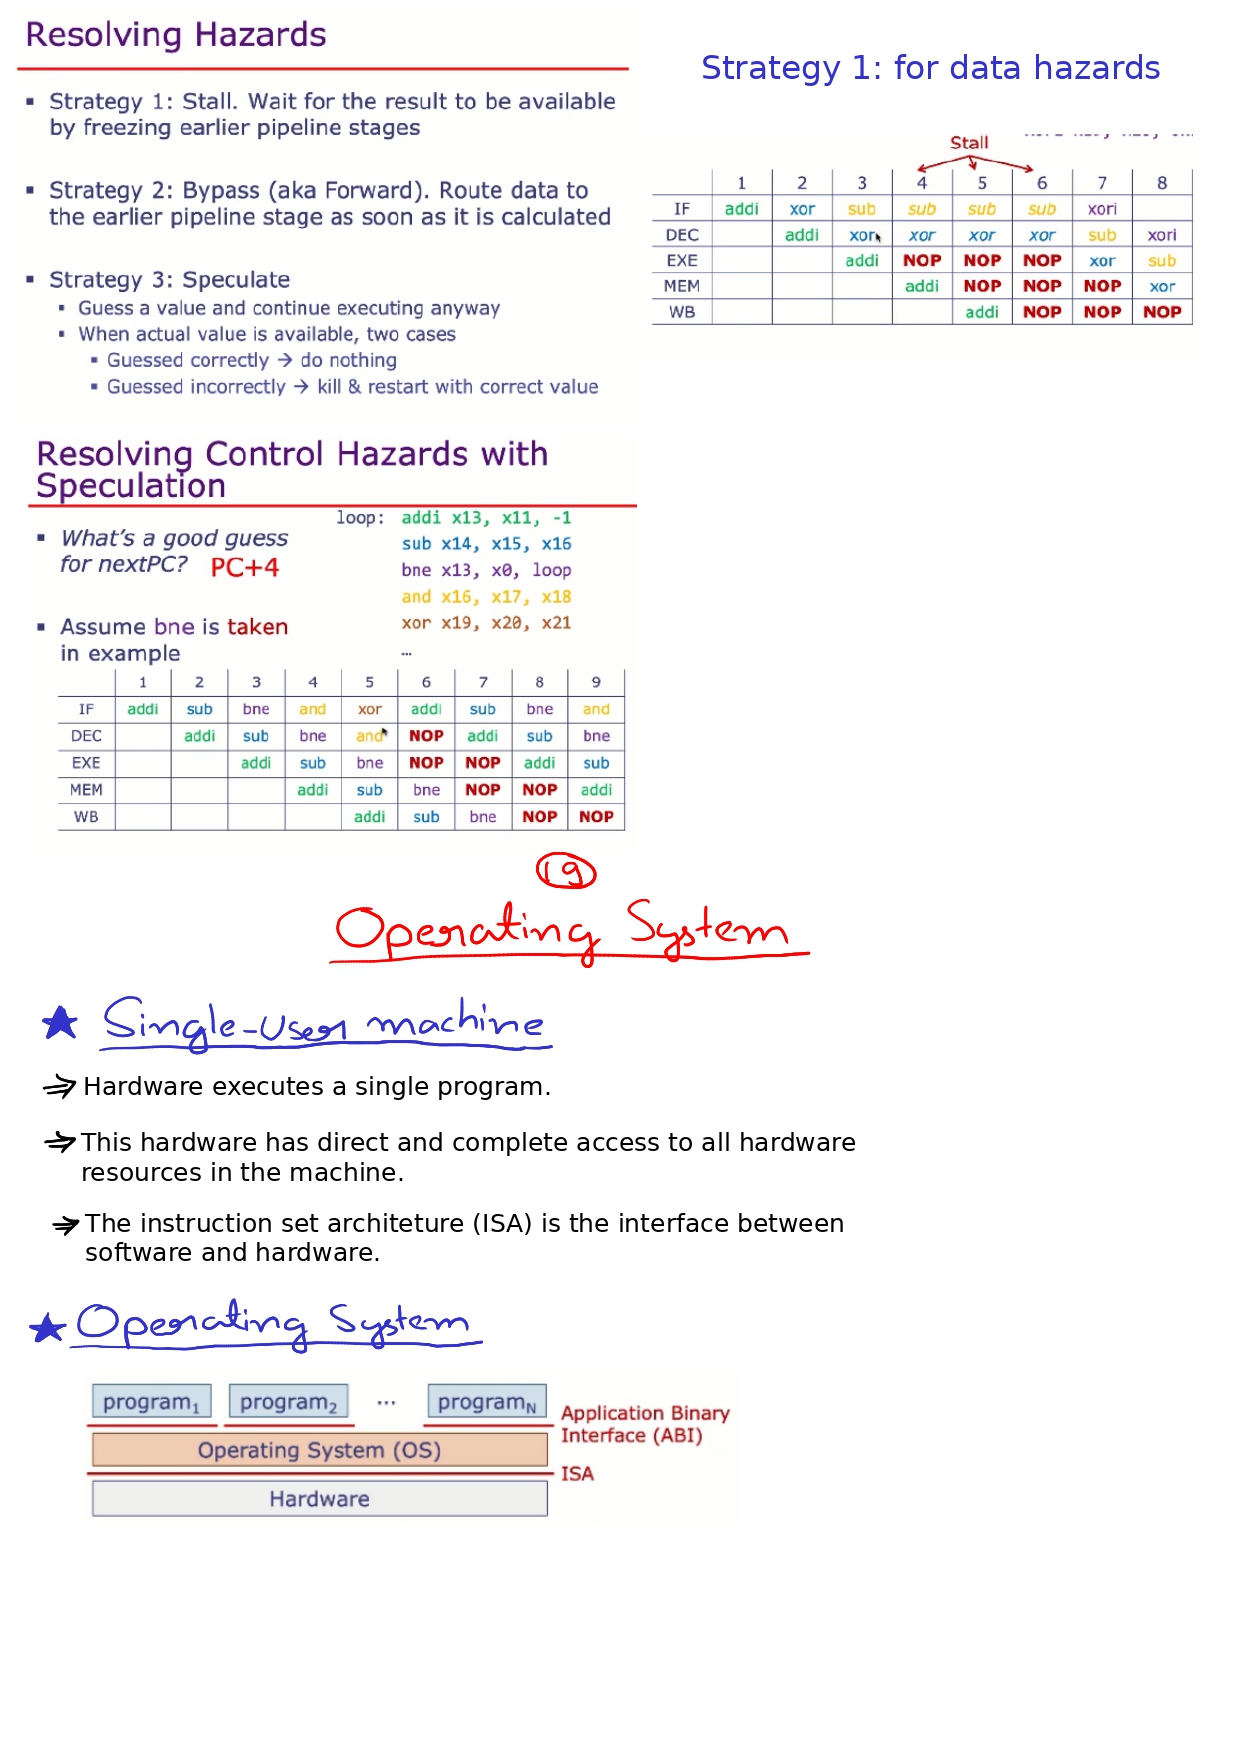 Resolving Hazards
▪ Strategy 1: Stall. Wait for the result to be available
by freezing earlier pipeline stages
▪ Strategy 2: Bypass (aka Forward). Route data to
the earlier pipeline stage as soon as it is calculated
▪ Strategy 3: Speculate
▪ Guess a value and continue executing anyway
▪ When actual value is available, two cases
▪ Guessed correctly → do nothing
▪ Guessed incorrectly → kill & restart with correct value
Strategy 1: for data hazards
Stall
1 2 3 4 5 6 7 8
IF addi xor sub sub sub sub xori
DEC addi xor xor xor xor sub xori
EXE addi NOP NOP NOP xor sub
MEM addi NOP NOP NOP xor
WB addi NOP NOP NOP
Resolving Control Hazards with
Speculation
▪ What's a good guess
for nextPC? PC+4
▪ Assume bne is taken
in example
loop: addi x13, x11, -1
sub x14, x15, x16
bne x13, x0, loop
and x16, x17, x18
xor x19, x20, x21
…
1 2 3 4 5 6 7 8 9
IF addi sub bne and xor addi sub bne and
DEC addi sub bne and NOP addi sub bne
EXE addi sub bne NOP NOP addi sub
MEM addi sub bne NOP NOP addi
WB addi sub bne NOP NOP
19
Operating System
★ Single-User machine
⇒ Hardware executes a single program.
⇒ This hardware has direct and complete access to all hardware
resources in the machine.
⇒ The instruction set architeture (ISA) is the interface between
software and hardware.
★ Operating System
program1 program2 ... programN
Application Binary
Interface (ABI)
Operating System (OS)
ISA
Hardware